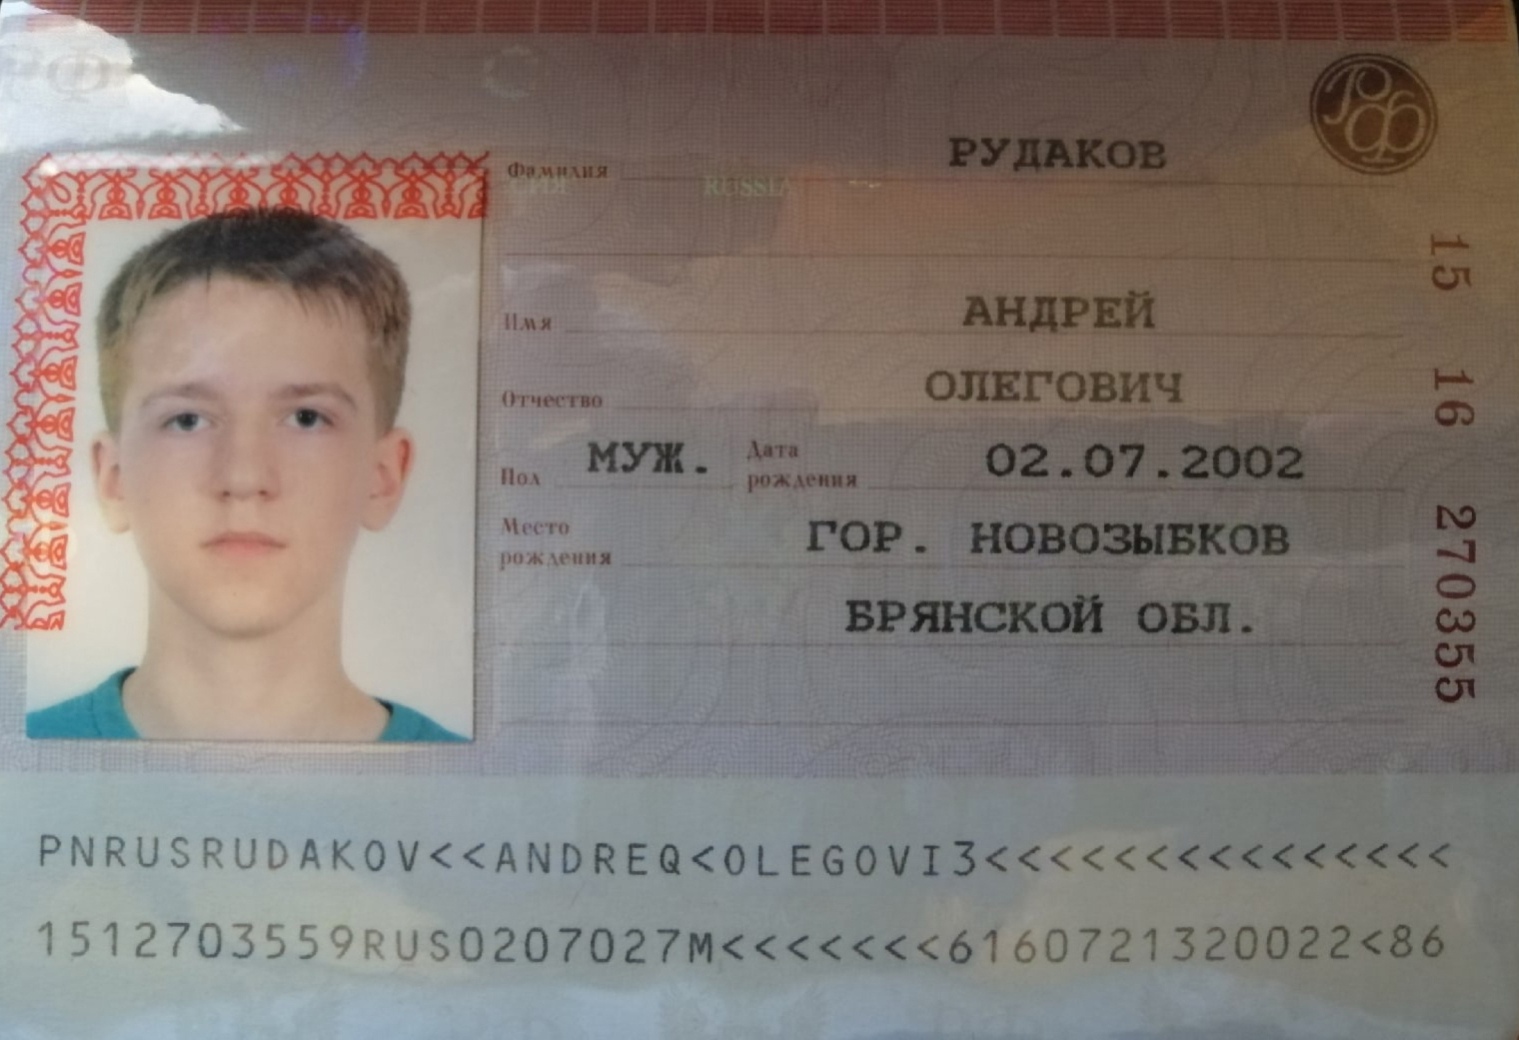 РФ
Фамилия РУДАКОВ
RUSSIA
Имя АНДРЕЙ
Отчество ОЛЕГОВИЧ
Пол МУЖ. Дата рождения 02.07.2002
Место рождения ГОР. НОВОЗЫБКОВ
БРЯНСКОЙ ОБЛ.
15 16 270355
PNRUSRUDAKOV<<ANDREQ<OLEGOVI3<<<<<<<<<<<<<<<
1512703559RUS0207027M<<<<<<<6160721320022<86